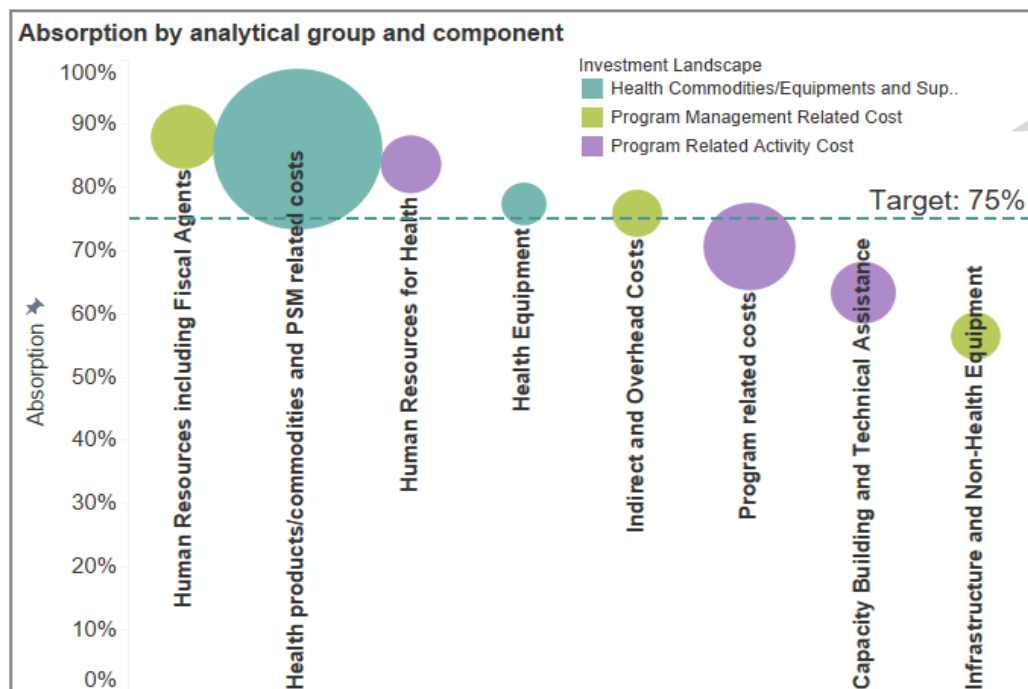 Absorption by analytical group and component
Investment Landscape
Health Commodities/Equipments and Sup..
Program Management Related Cost
Program Related Activity Cost
Target: 75%
Absorption
100%
90%
80%
70%
60%
50%
40%
30%
20%
10%
0%
Human Resources including Fiscal Agents
Health products/commodities and PSM related costs
Human Resources for Health
Health Equipment
Indirect and Overhead Costs
Program related costs
Capacity Building and Technical Assistance
Infrastructure and Non-Health Equipment